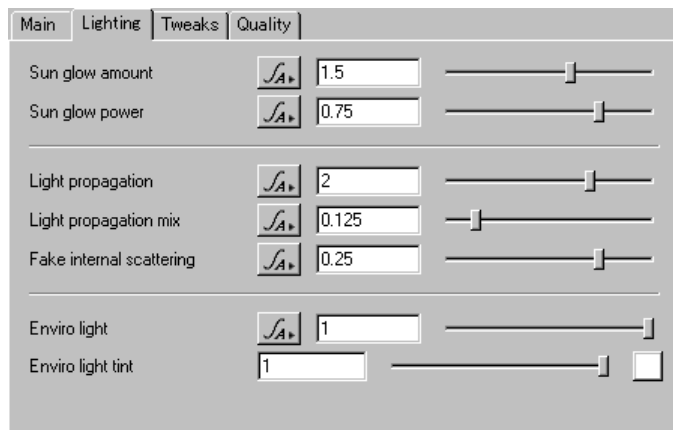 Main Lighting Tweaks Quality
Sun glow amount 1.5
Sun glow power 0.75
Light propagation 2
Light propagation mix 0.125
Fake internal scattering 0.25
Enviro light 1
Enviro light tint 1